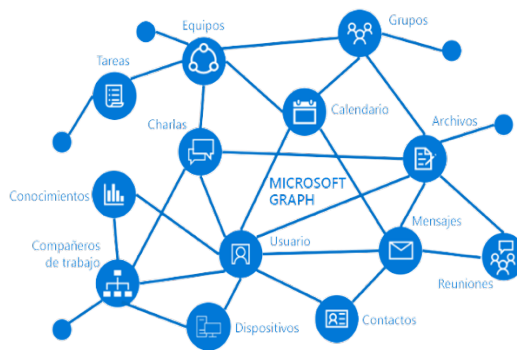 Equipos
Grupos
Tareas
Calendario
Archivos
Charlas
MICROSOFT
GRAPH
Conocimientos
Mensajes
Usuario
Compañeros
de trabajo
Reuniones
Dispositivos
Contactos